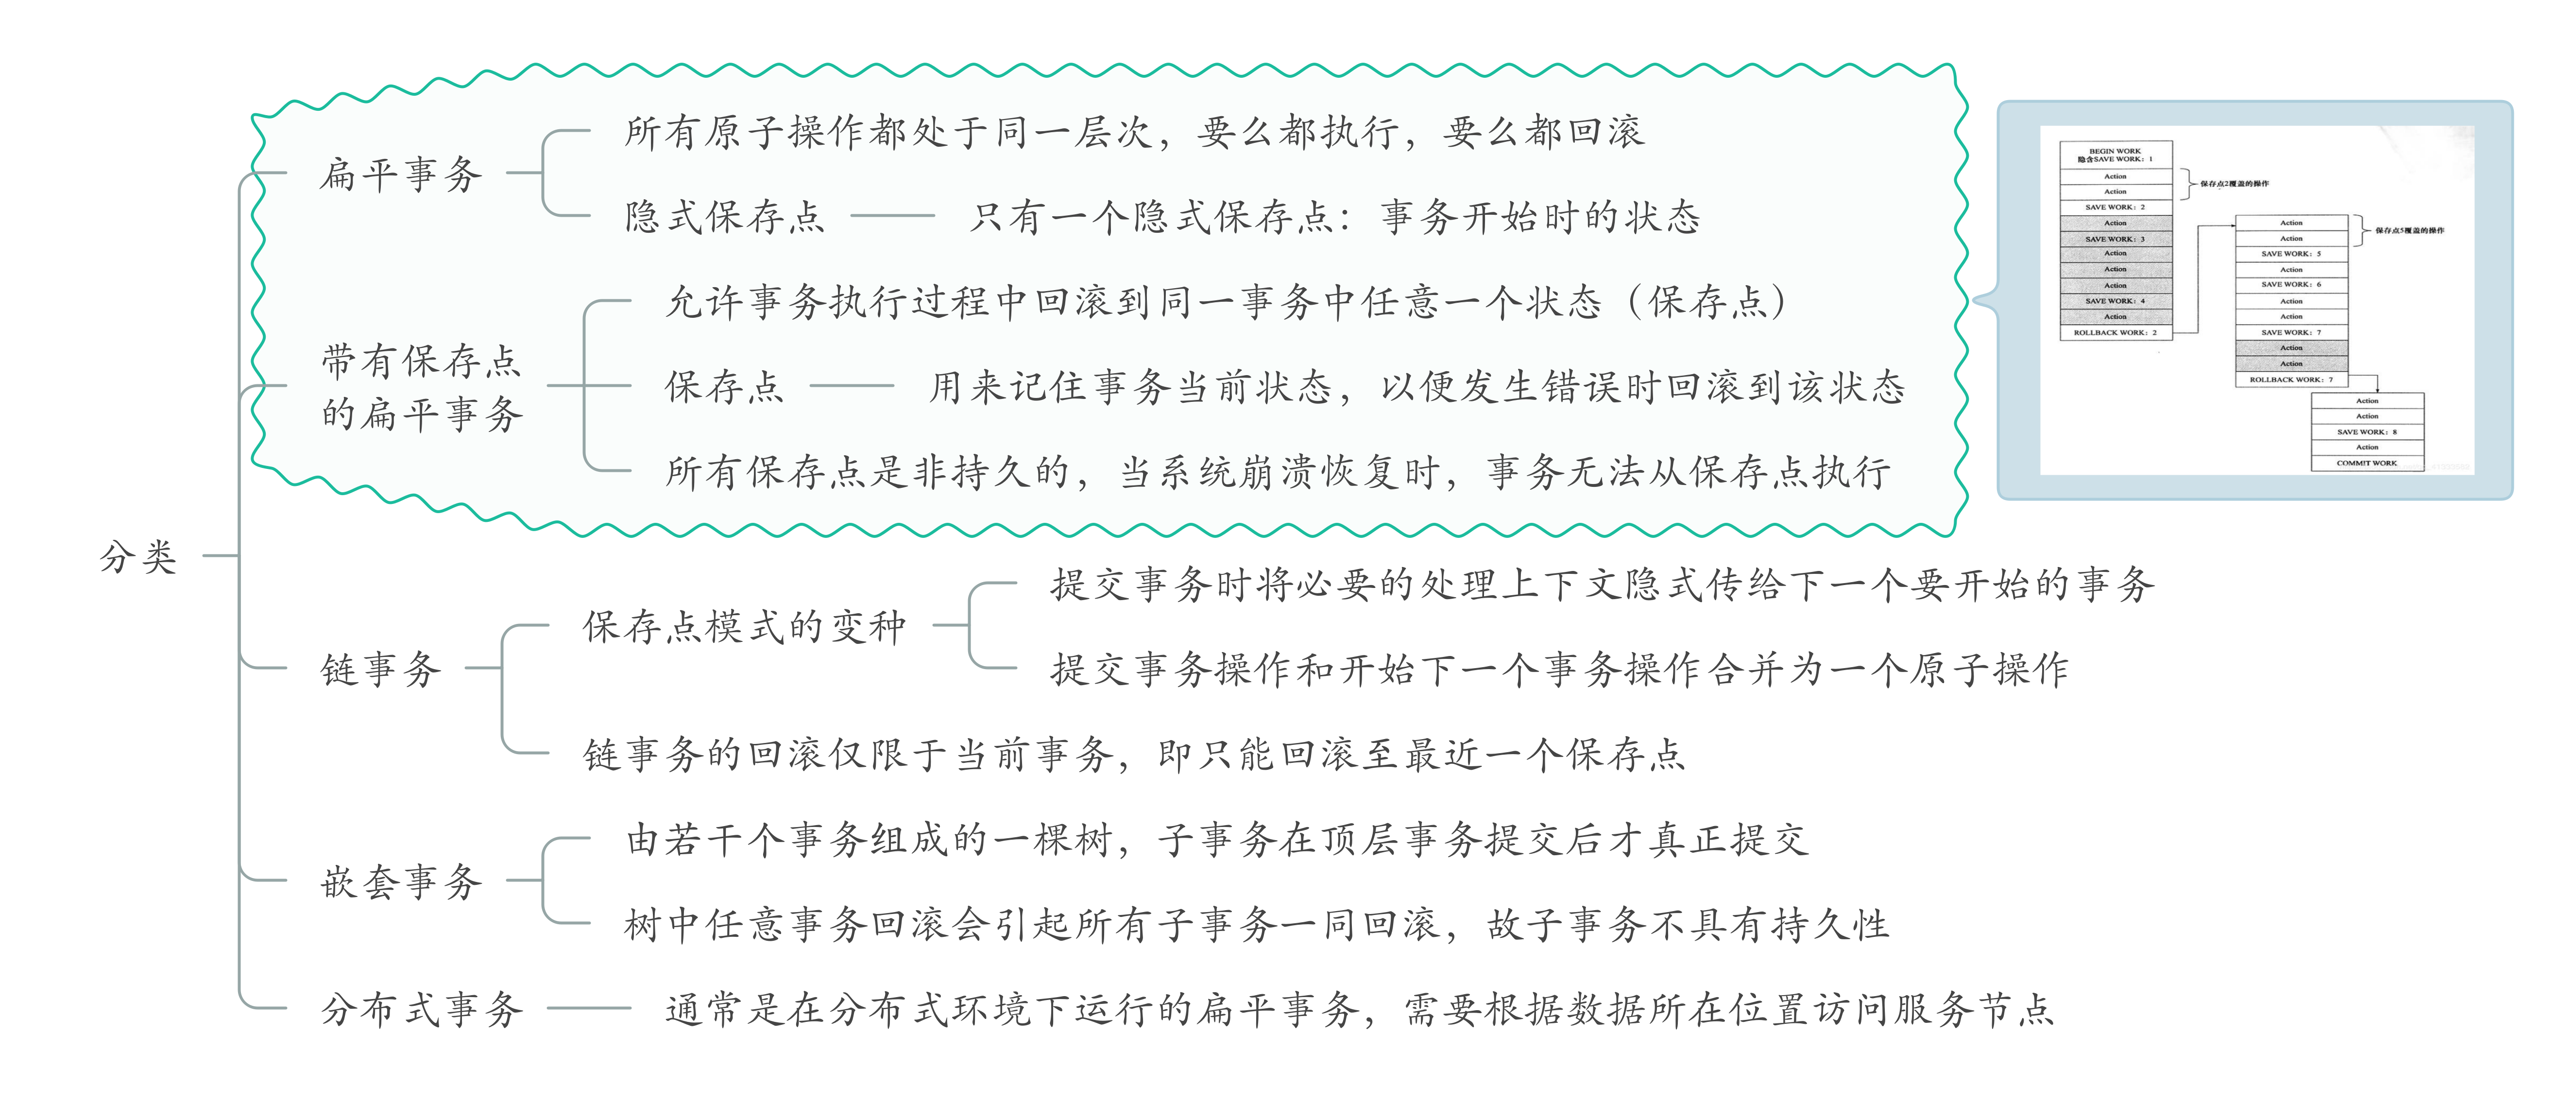 分类
扁平事务
所有原子操作都处于同一层次，要么都执行，要么都回滚
隐式保存点
只有一个隐式保存点：事务开始时的状态
带有保存点
的扁平事务
允许事务执行过程中回滚到同一事务中任意一个状态（保存点）
保存点
用来记住事务当前状态，以便发生错误时回滚到该状态
所有保存点是非持久的，当系统崩溃恢复时，事务无法从保存点执行
链事务
保存点模式的变种
提交事务时将必要的处理上下文隐式传给下一个要开始的事务
提交事务操作和开始下一个事务操作合并为一个原子操作
链事务的回滚仅限于当前事务，即只能回滚至最近一个保存点
嵌套事务
由若干个事务组成的一棵树，子事务在顶层事务提交后才真正提交
树中任意事务回滚会引起所有子事务一同回滚，故子事务不具有持久性
分布式事务
通常是在分布式环境下运行的扁平事务，需要根据数据所在位置访问服务节点
BEGIN WORK
隐含SAVE WORK：1
Action
Action
保存点2覆盖的操作
SAVE WORK：2
Action
SAVE WORK：3
Action
Action
Action
SAVE WORK：4
Action
ROLLBACK WORK：2
Action
Action
保存点5覆盖的操作
SAVE WORK：5
Action
SAVE WORK：6
Action
Action
SAVE WORK：7
Action
Action
ROLLBACK WORK：7
Action
Action
SAVE WORK：8
Action
COMMIT WORK